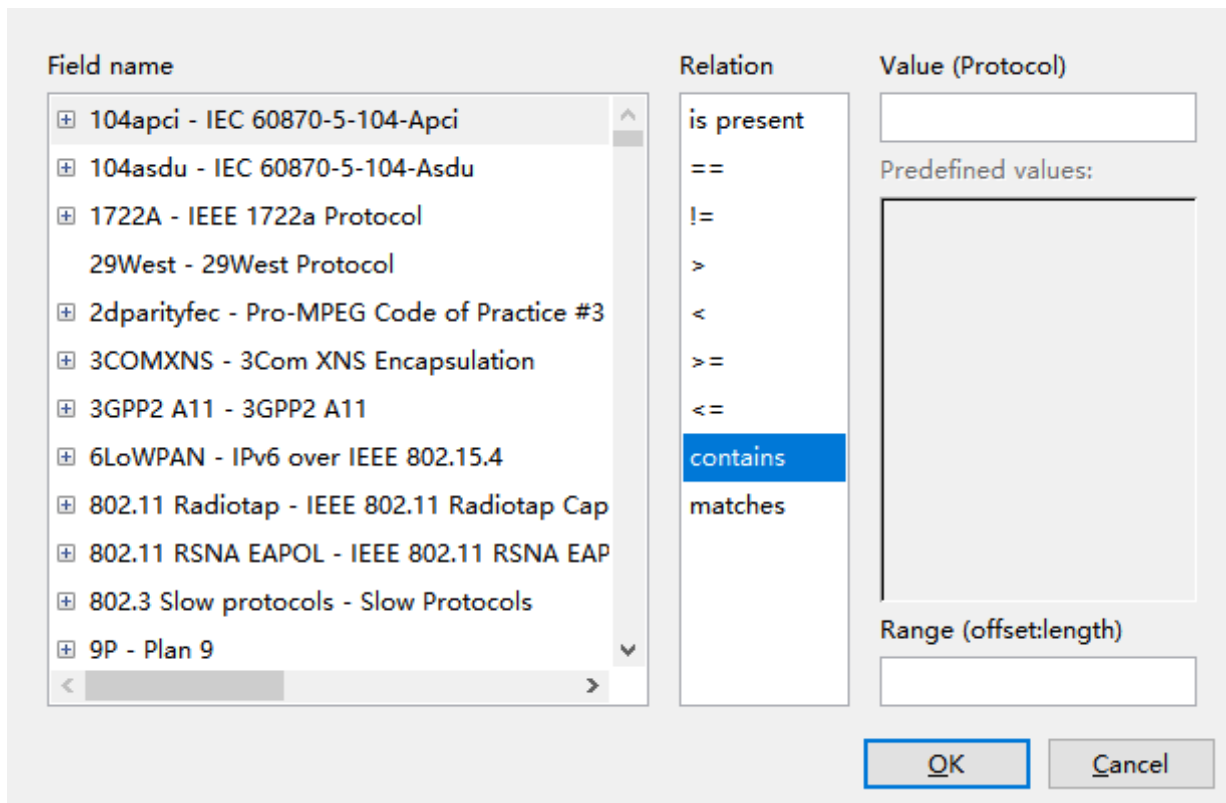 Field name
104apci - IEC 60870-5-104-Apci
104asdu - IEC 60870-5-104-Asdu
1722A - IEEE 1722a Protocol
29West - 29West Protocol
2dparityfec - Pro-MPEG Code of Practice #3
3COMXNS - 3Com XNS Encapsulation
3GPP2 A11 - 3GPP2 A11
6LoWPAN - IPv6 over IEEE 802.15.4
802.11 Radiotap - IEEE 802.11 Radiotap Cap
802.11 RSNA EAPOL - IEEE 802.11 RSNA EAP
802.3 Slow protocols - Slow Protocols
9P - Plan 9
Relation
is present
==
!=
>
<
>=
<=
contains
matches
Value (Protocol)
Predefined values:
Range (offset:length)
OK
Cancel